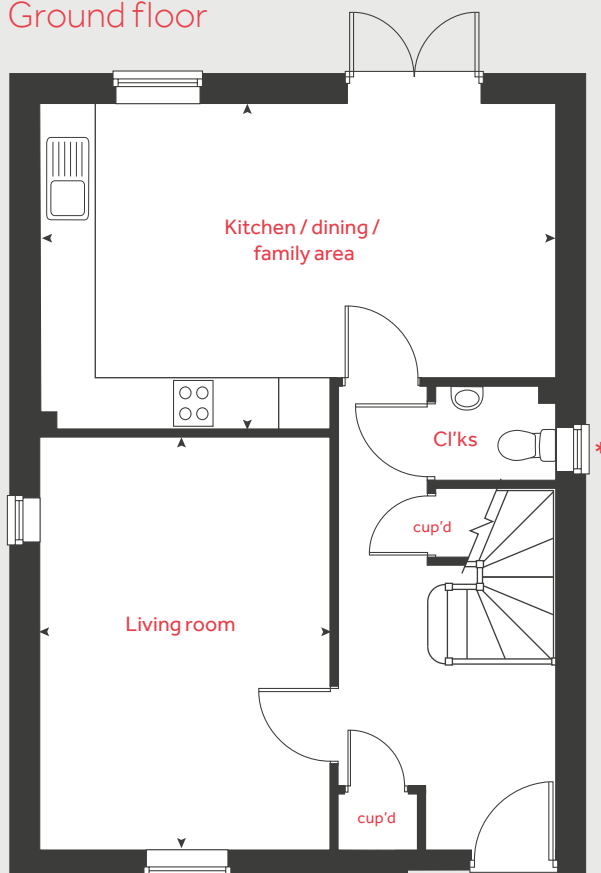 Ground floor
Kitchen / dining /
family area
Cl'ks
*
cup'd
Living room
cup'd